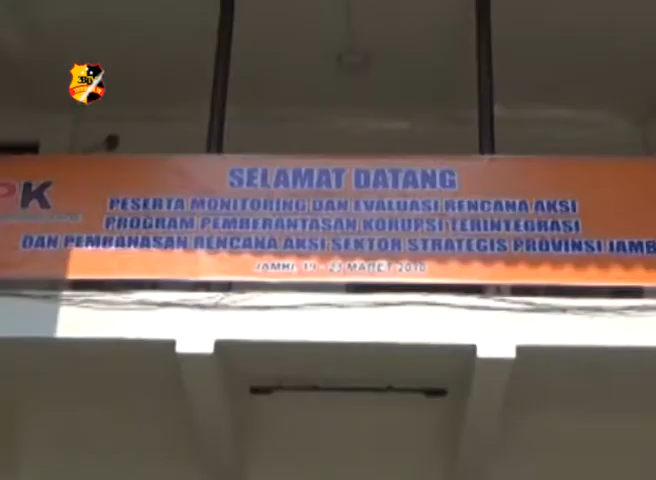 SELAMAT DATANG
PK
PESERTA MONITORING DAN EVALUASI RENCANA AKSI
PROGRAM PEMBERANTASAN KORUPSI TERINTEGRASI
DAN PEMBANASAN RENCANA AKSI SEKTOR STRATEGIS PROVINSI JAMB
JAMBI, 19 - 23 MARET 2018